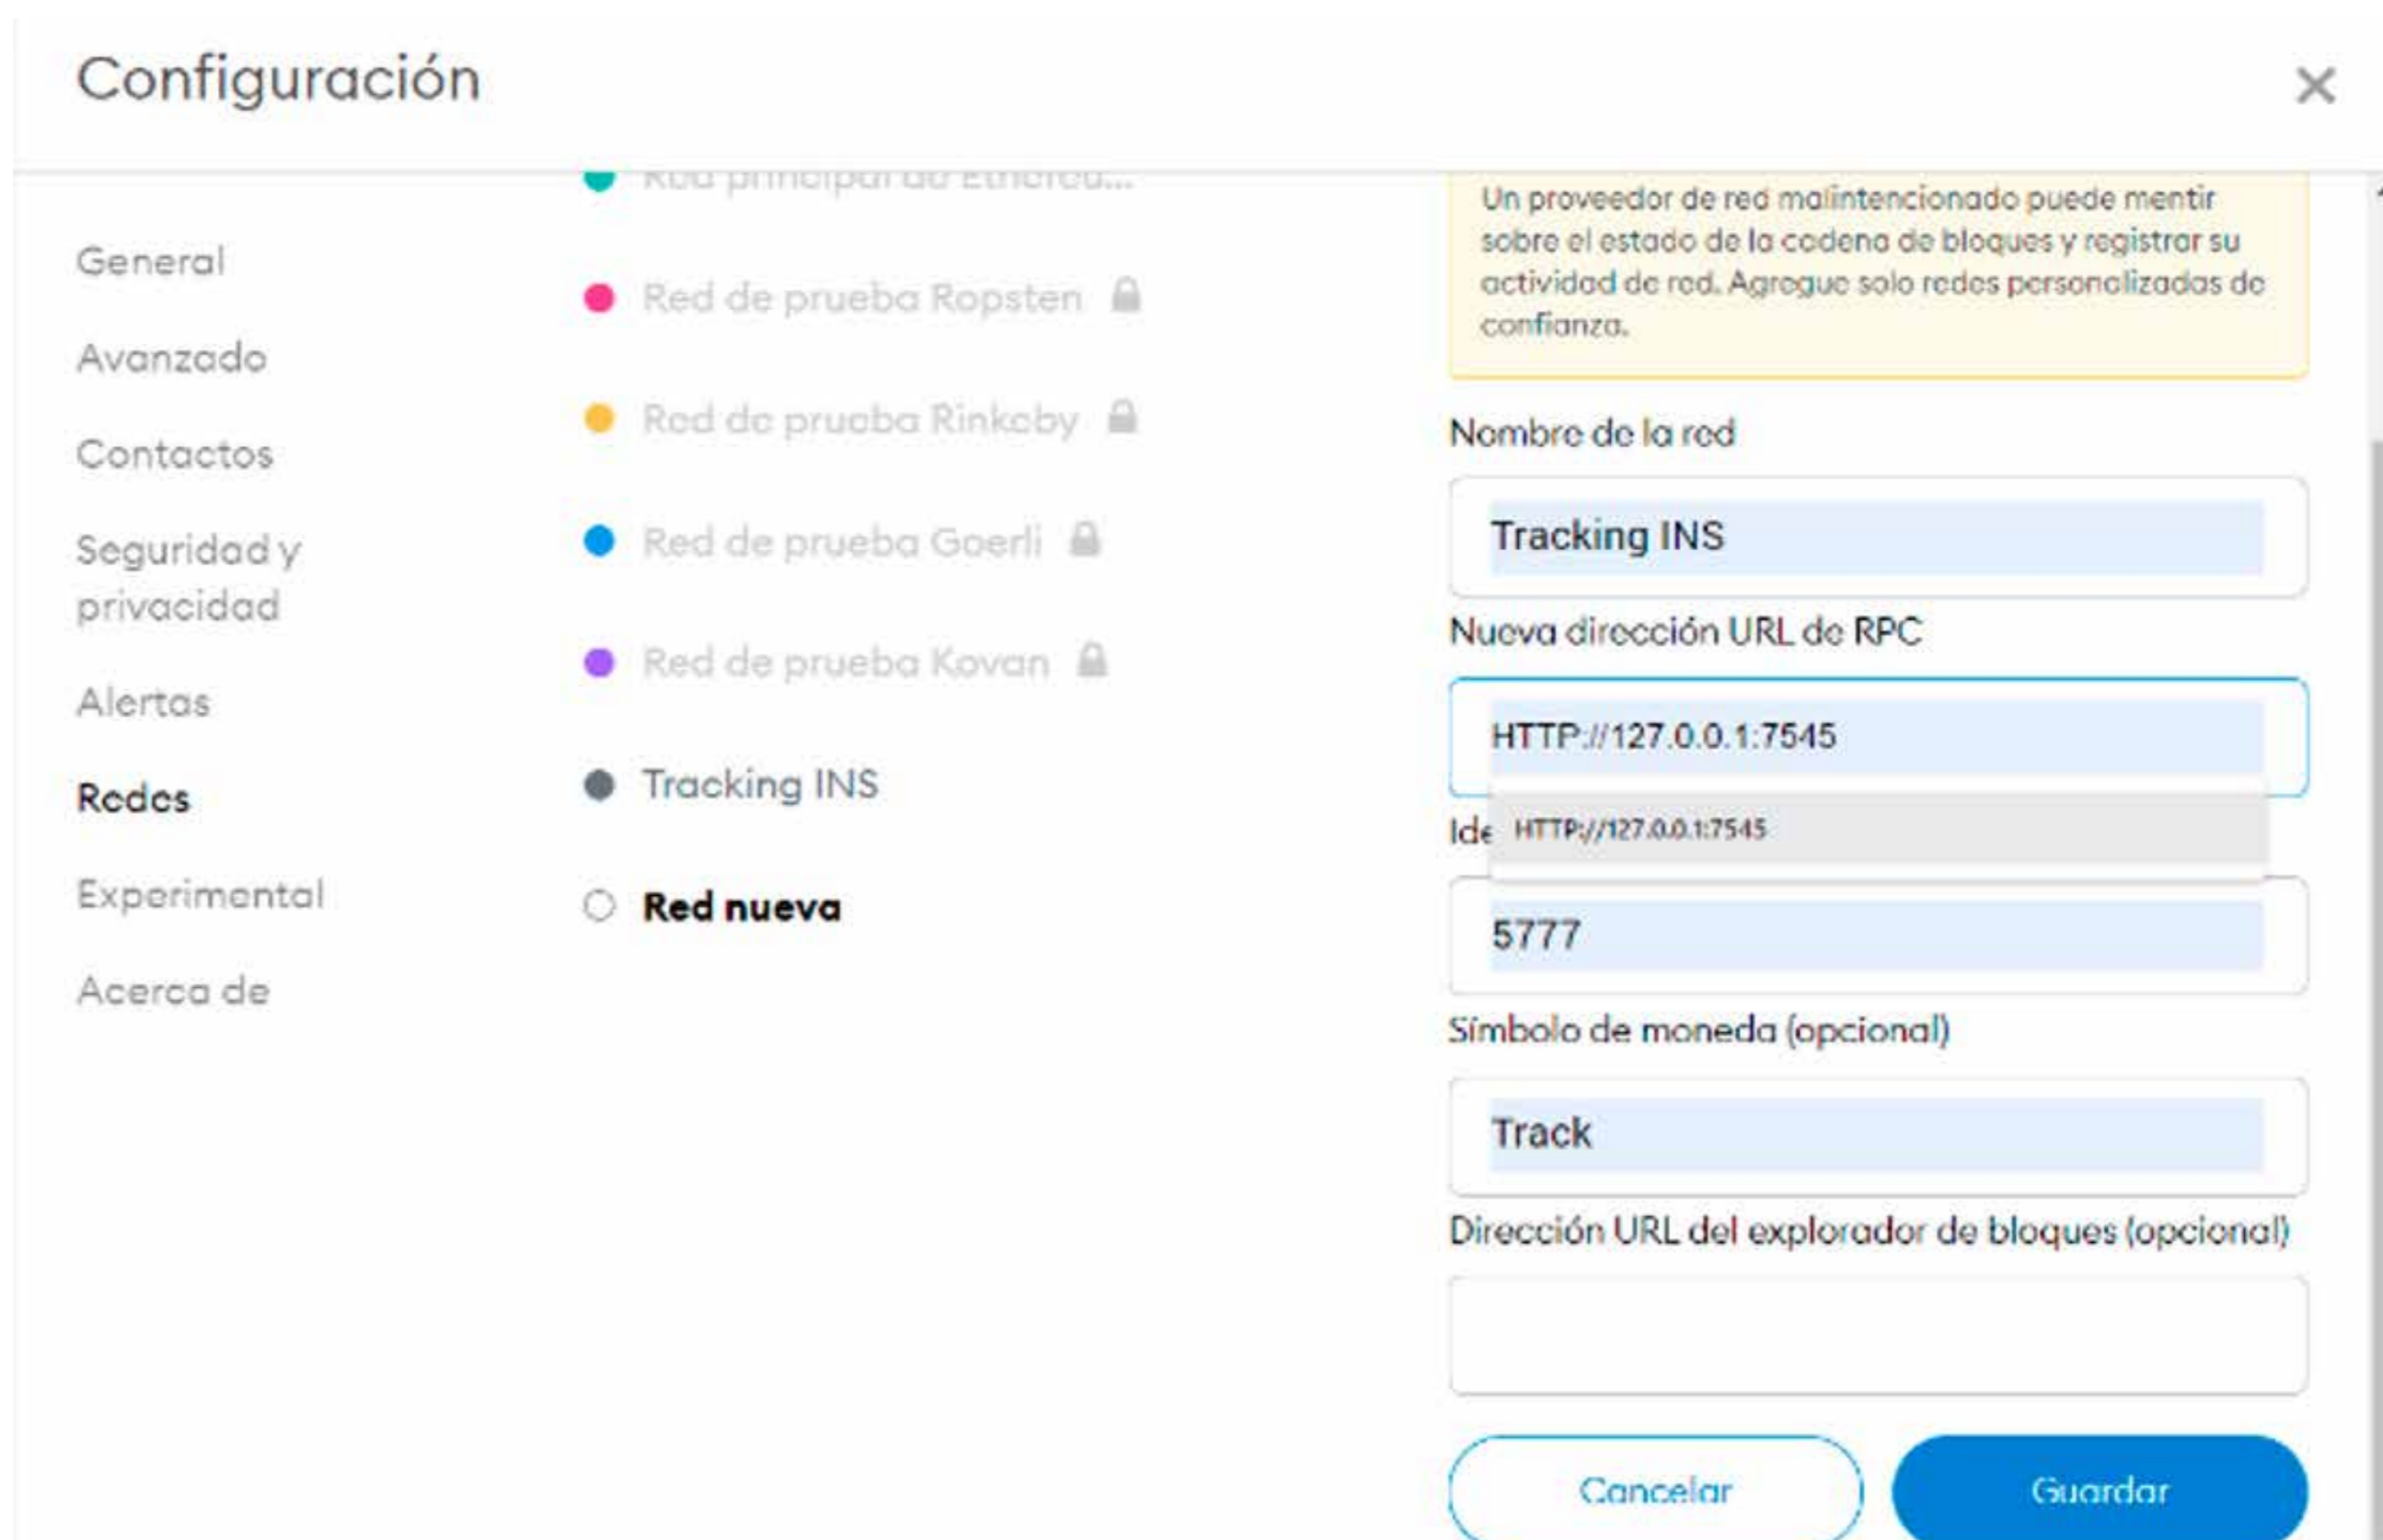 Configuración
General
Avanzado
Contactos
Seguridad y
privacidad
Alertas
Redes
Experimental
Acerca de
Red principal de Ethereu...
Red de prueba Ropsten
Red de prueba Rinkeby
Red de prueba Goerli
Red de prueba Kovan
Tracking INS
Red nueva
Un proveedor de red malintencionado puede mentir
sobre el estado de la cadena de bloques y registrar su
actividad de red. Agregue solo redes personalizadas de
confianza.
Nombre de la red
Tracking INS
Nueva dirección URL de RPC
HTTP://127.0.0.1:7545
Ide
HTTP://127.0.0.1:7545
5777
Símbolo de moneda (opcional)
Track
Dirección URL del explorador de bloques (opcional)
Cancelar
Guardar